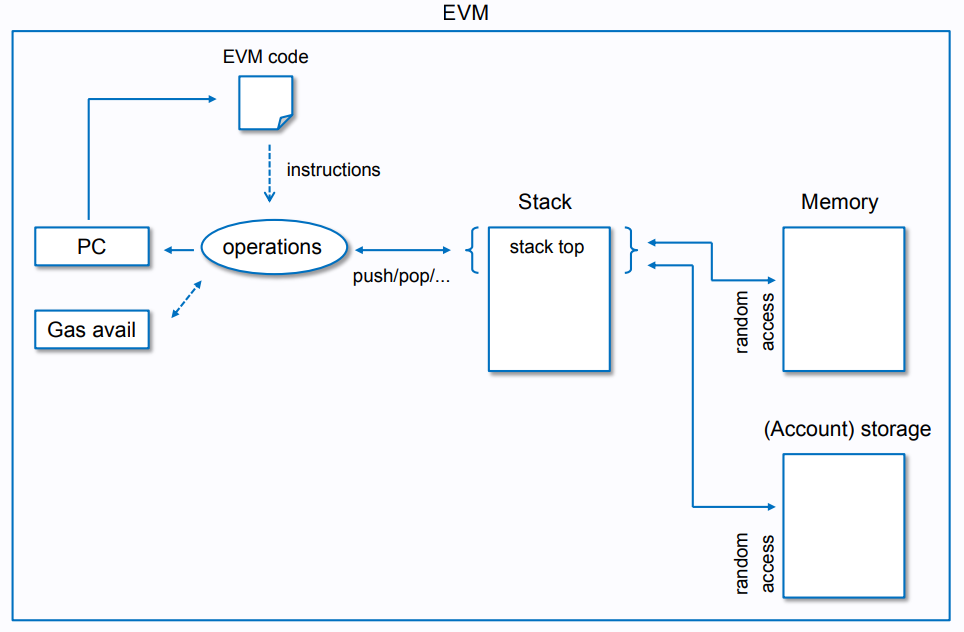 EVM
EVM code
instructions
Stack
Memory
PC
operations
stack top
push/pop/...
random
access
Gas avail
(Account) storage
random
access